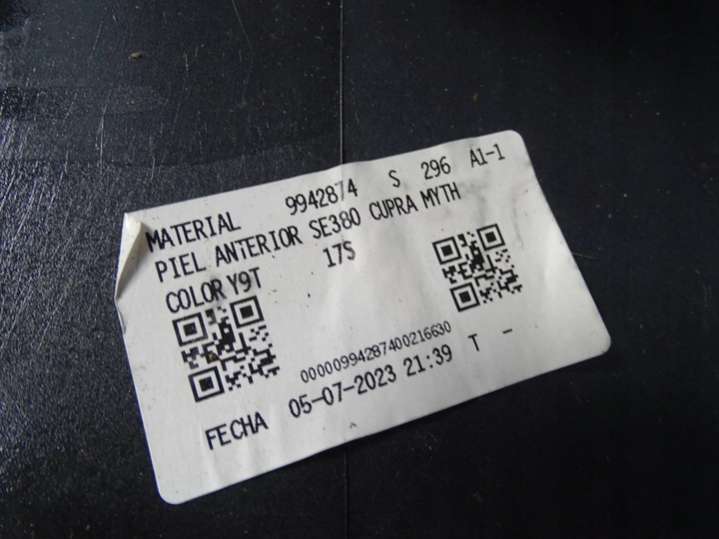 MATERIAL 9942874 S 296 A1-1
PIEL ANTERIOR SE380 CUPRA MYTH
COLOR Y9T 17S
00000994287400216630
FECHA 05-07-2023 21:39 T -